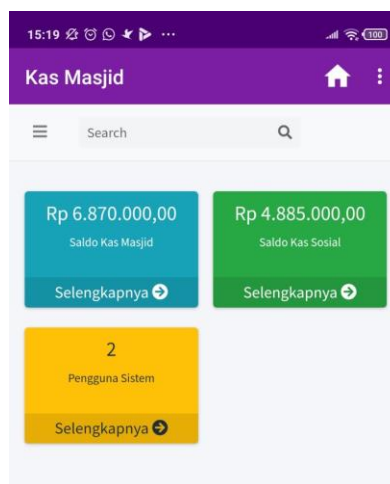 15:19
100
Kas Masjid
Search
Rp 6.870.000,00
Saldo Kas Masjid
Selengkapnya
Rp 4.885.000,00
Saldo Kas Sosial
Selengkapnya
2
Pengguna Sistem
Selengkapnya